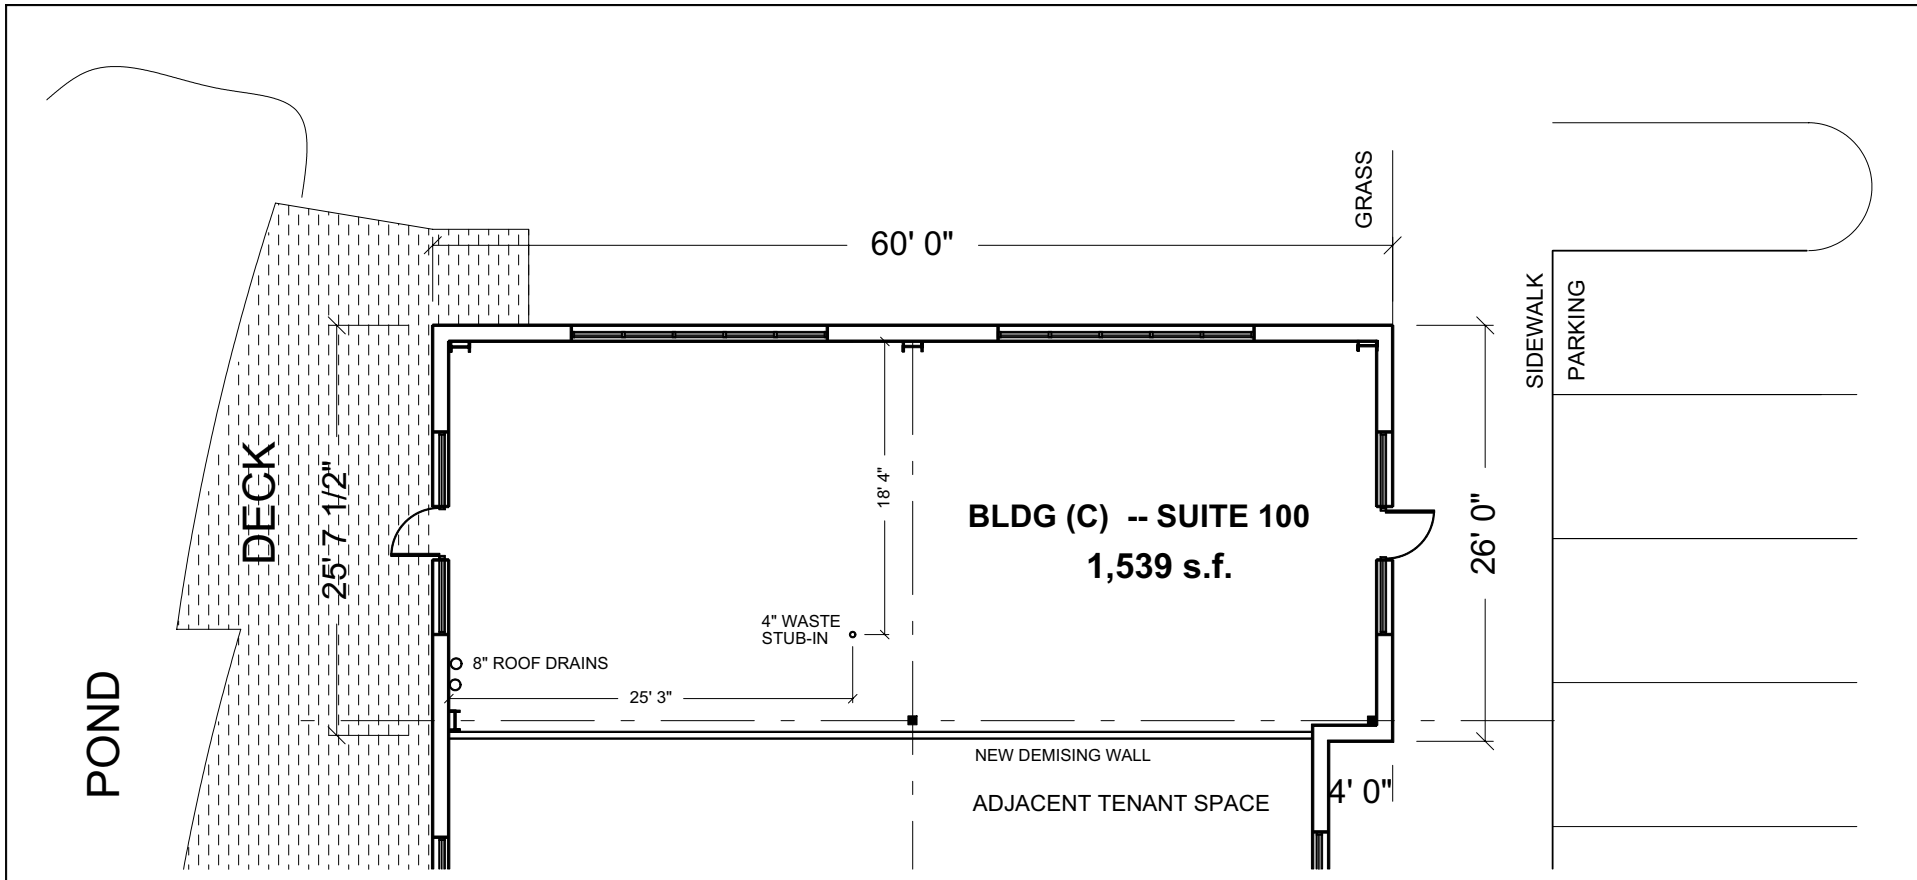 GRASS
60' 0"
SIDEWALK
PARKING
DECK
25' 7 1/2"
18' 4"
BLDG (C) -- SUITE 100
1,539 s.f.
26' 0"
4" WASTE
STUB-IN
8" ROOF DRAINS
25' 3"
POND
NEW DEMISING WALL
4' 0"
ADJACENT TENANT SPACE